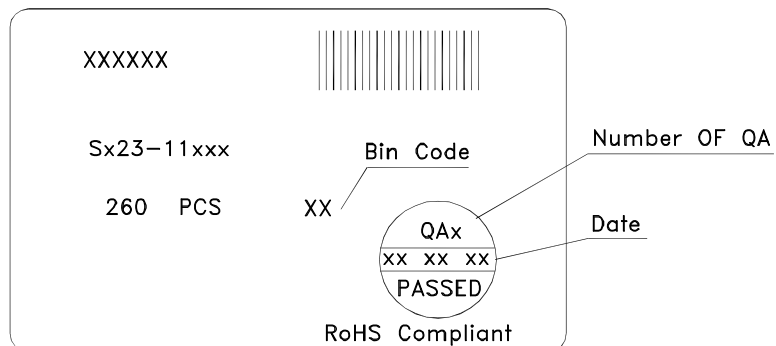 XXXXXX
Sx23-11xxx
Bin Code
Number OF QA
260 PCS
XX
QAx
Date
xx xx xx
PASSED
RoHS Compliant